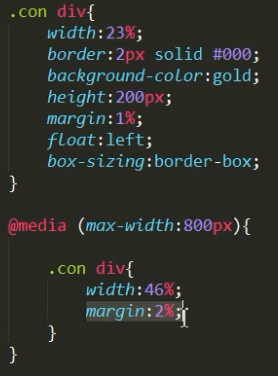 .con div{
width:23%;
border:2px solid #000;
background-color:gold;
height:200px;
margin:1%;
float:left;
box-sizing:border-box;
}
@media (max-width:800px){
.con div{
width:46%;
margin:2%;
}
}